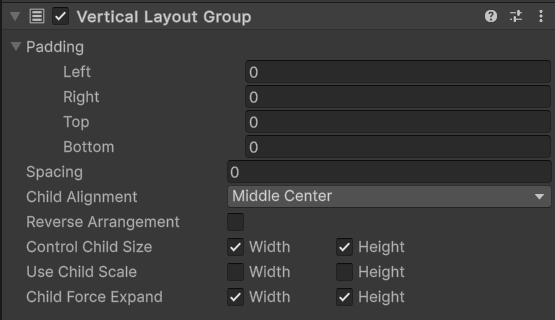 Vertical Layout Group
Padding
Left 0
Right 0
Top 0
Bottom 0
Spacing 0
Child Alignment Middle Center
Reverse Arrangement
Control Child Size Width Height
Use Child Scale Width Height
Child Force Expand Width Height